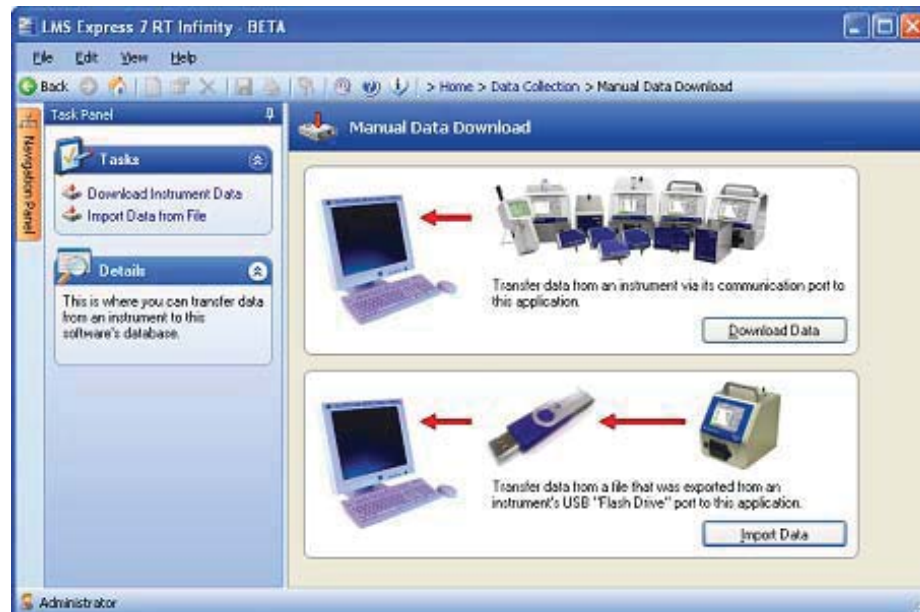 LMS Express 7 RT Infinity - BETA
File Edit View Help
Back > Home > Data Collection > Manual Data Download
Navigation Panel
Task Panel
Tasks
Download Instrument Data
Import Data from File
Details
This is where you can transfer data
from an instrument to this
software's database.
Manual Data Download
Transfer data from an instrument via its communication port to
this application.
Download Data
Transfer data from a file that was exported from an
instrument's USB "Flash Drive" port to this application.
Import Data
Administrator